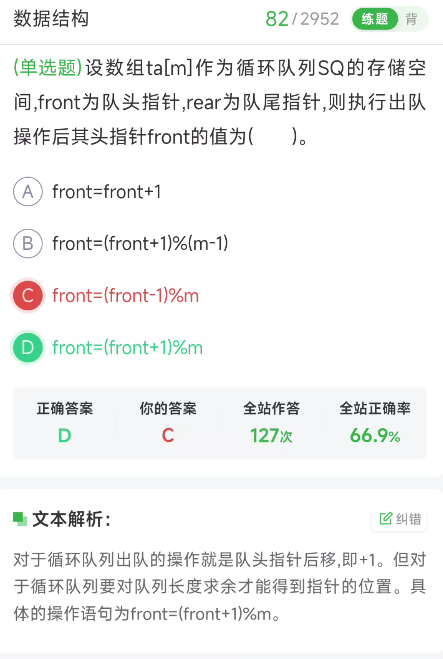 数据结构 82/2952 练题 背
(单选题)设数组ta[m]作为循环队列SQ的存储空
间,front为队头指针,rear为队尾指针,则执行出队
操作后其头指针front的值为(  )。
A front=front+1
B front=(front+1)%(m-1)
C front=(front-1)%m
D front=(front+1)%m
正确答案 你的答案 全站作答 全站正确率
D C 127次 66.9%
文本解析： 纠错
对于循环队列出队的操作就是队头指针后移,即+1。但对
于循环队列要对队列长度求余才能得到指针的位置。具
体的操作语句为front=(front+1)%m。